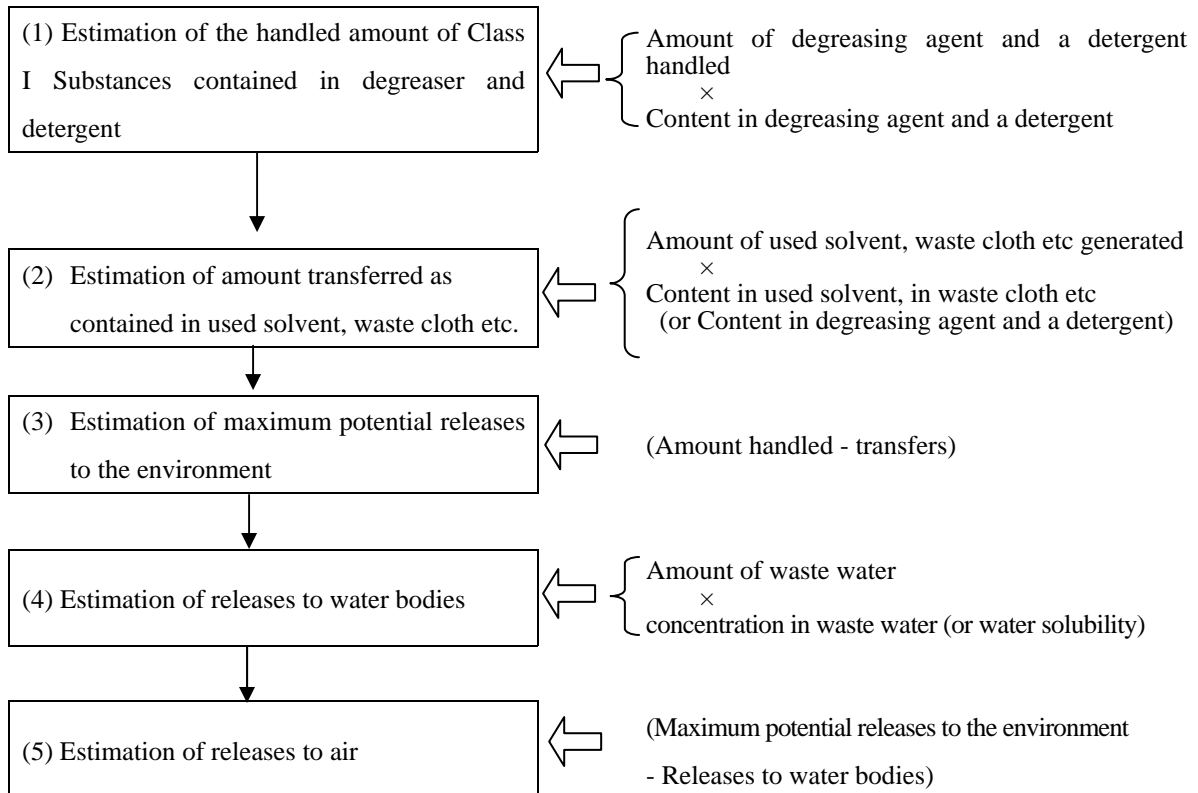 (1) Estimation of the handled amount of Class
I Substances contained in degreaser and
detergent
Amount of degreasing agent and a detergent
handled
×
Content in degreasing agent and a detergent
(2) Estimation of amount transferred as
contained in used solvent, waste cloth etc.
Amount of used solvent, waste cloth etc generated
×
Content in used solvent, in waste cloth etc
(or Content in degreasing agent and a detergent)
(3) Estimation of maximum potential releases
to the environment
(Amount handled - transfers)
(4) Estimation of releases to water bodies
Amount of waste water
×
concentration in waste water (or water solubility)
(5) Estimation of releases to air
(Maximum potential releases to the environment
- Releases to water bodies)